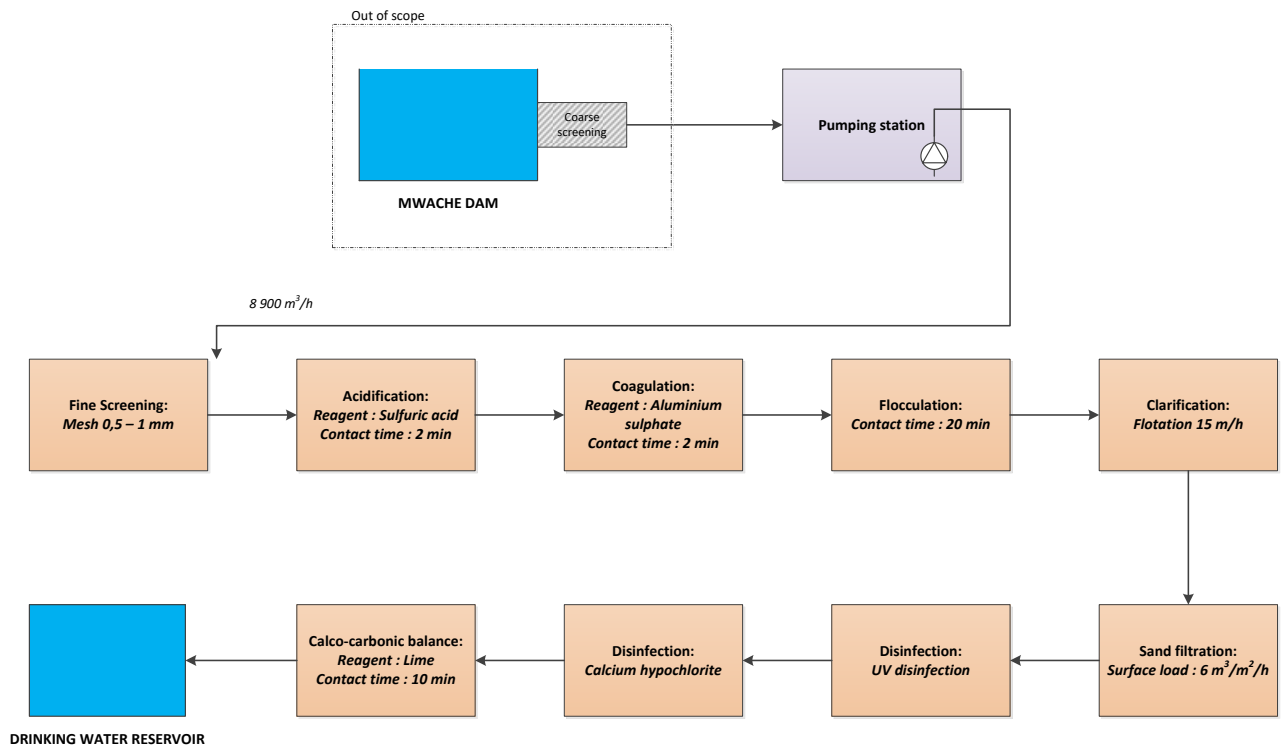 Out of scope
Coarse
screening
MWACHE DAM
Pumping station
8 900 m³/h
Fine Screening:
Mesh 0,5 – 1 mm
Acidification:
Reagent : Sulfuric acid
Contact time : 2 min
Coagulation:
Reagent : Aluminium
sulphate
Contact time : 2 min
Flocculation:
Contact time : 20 min
Clarification:
Flotation 15 m/h
DRINKING WATER RESERVOIR
Calco-carbonic balance:
Reagent : Lime
Contact time : 10 min
Disinfection:
Calcium hypochlorite
Disinfection:
UV disinfection
Sand filtration:
Surface load : 6 m³/m²/h